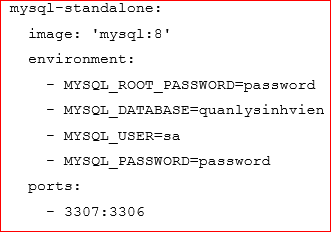 mysql-standalone:
image: 'mysql:8'
environment:
- MYSQL_ROOT_PASSWORD=password
- MYSQL_DATABASE=quanlysinhvien
- MYSQL_USER=sa
- MYSQL_PASSWORD=password
ports:
- 3307:3306